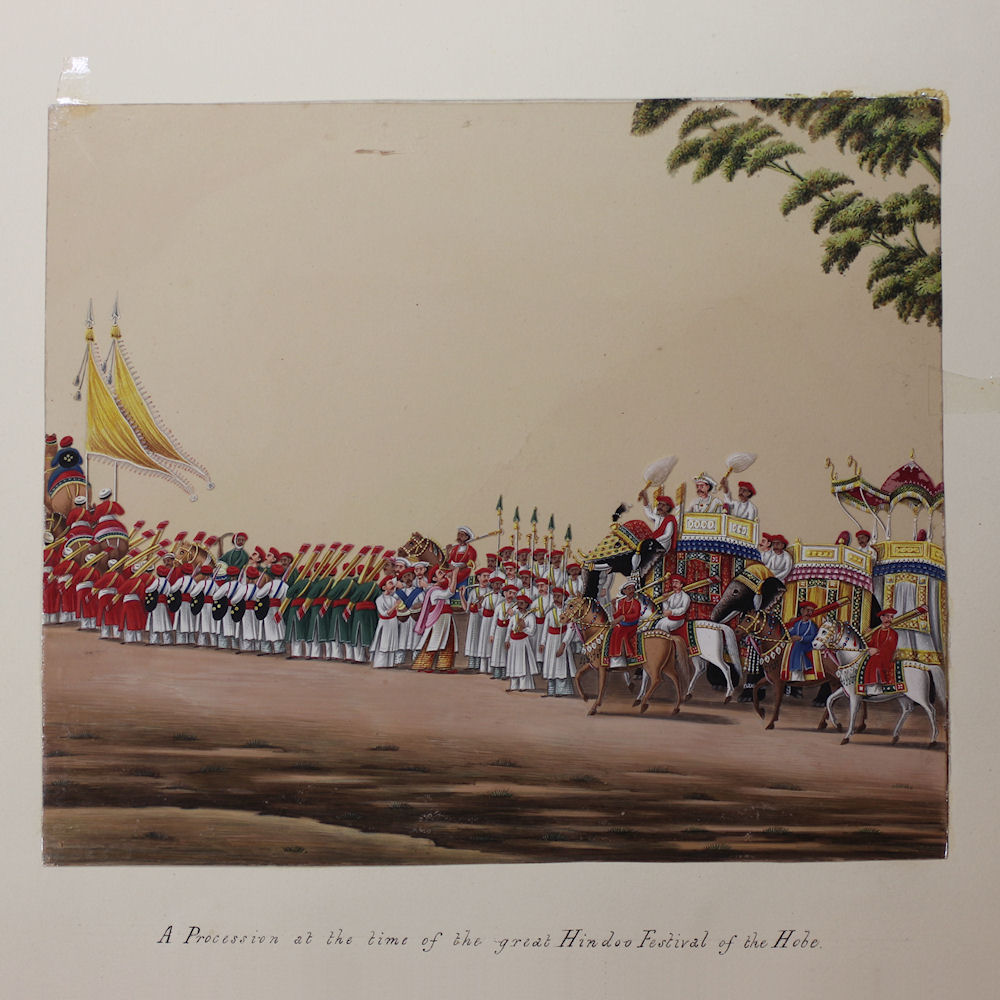 A Procession at the time of the great Hindoo Festival of the Hobe.